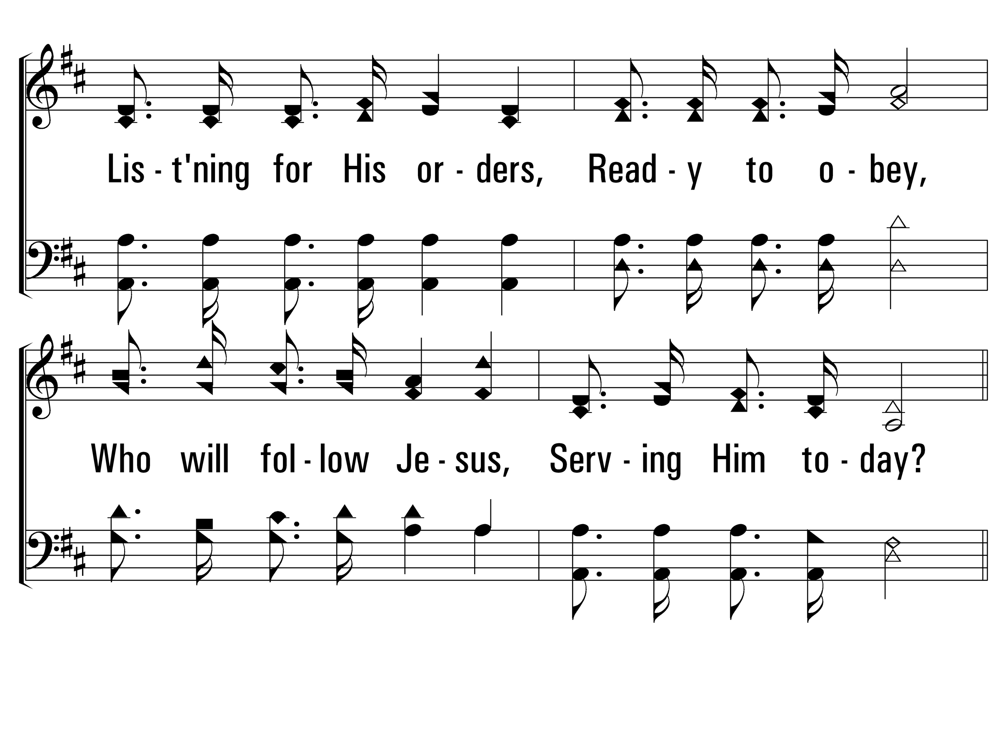 Lis - t'ning for His or - ders, Read - y to o - bey,
Who will fol - low Je - sus, Serv - ing Him to - day?